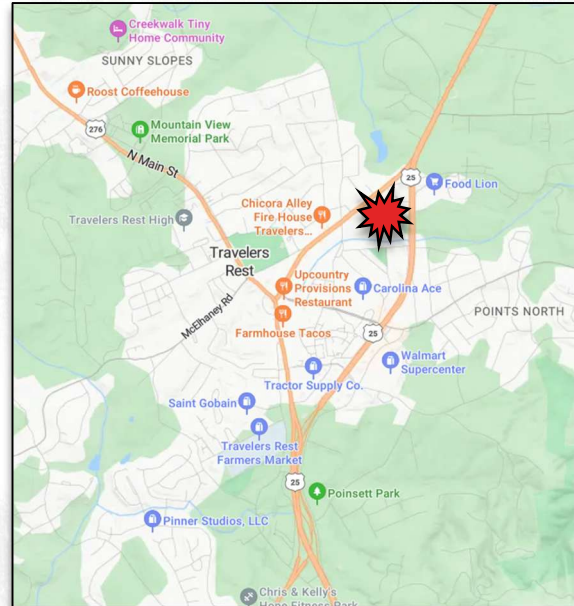 Creekwalk Tiny
Home Community
SUNNY SLOPES
Roost Coffeehouse
276
Mountain View
Memorial Park
N Main St
25
Food Lion
Travelers Rest High
Chicora Alley
Fire House
Travelers...
Travelers
Rest
Upcountry
Provisions
Restaurant
Carolina Ace
McElhaney Rd
POINTS NORTH
Farmhouse Tacos
25
Walmart
Supercenter
Tractor Supply Co.
Saint Gobain
Travelers Rest
Farmers Market
25
Poinsett Park
Pinner Studios, LLC
Chris & Kelly's
Hope Fitness Park